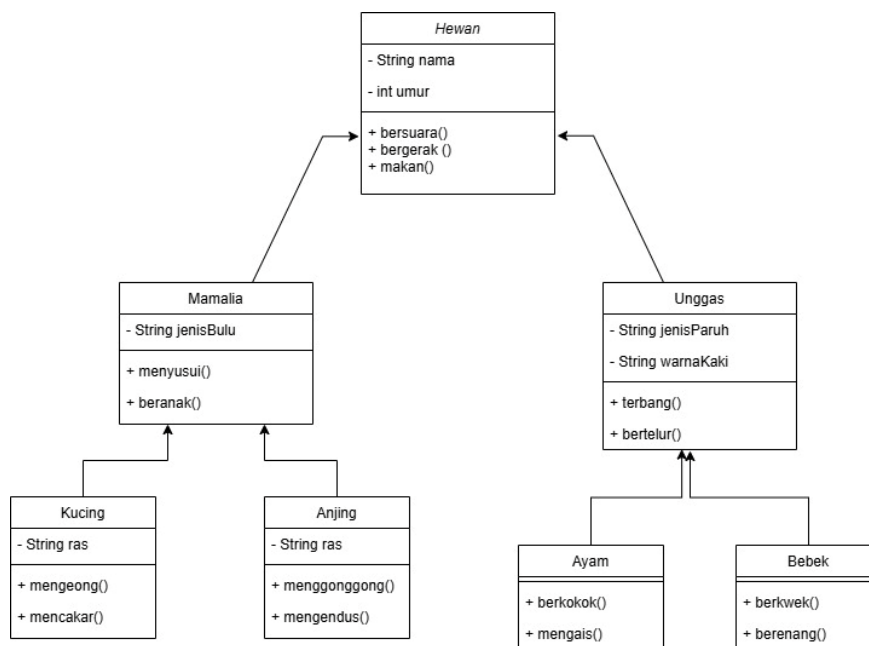 Hewan
- String nama
- int umur
+ bersuara()
+ bergerak ()
+ makan()
Mamalia
- String jenisBulu
+ menyusui()
+ beranak()
Unggas
- String jenisParuh
- String warnaKaki
+ terbang()
+ bertelur()
Kucing
- String ras
+ mengeong()
+ mencakar()
Anjing
- String ras
+ menggonggong()
+ mengendus()
Ayam
+ berkokok()
+ mengais()
Bebek
+ berkwek()
+ berenang()